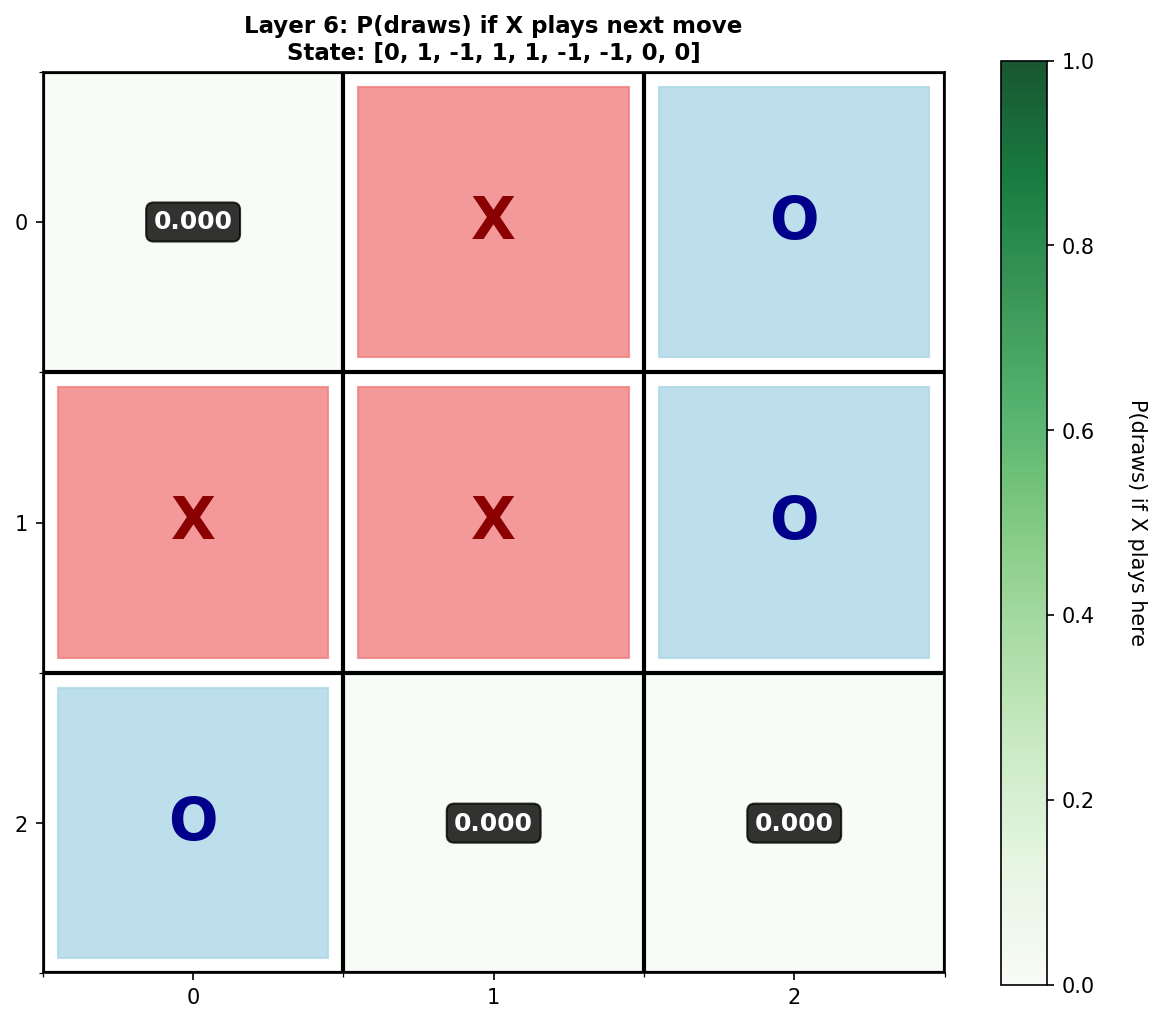 Layer 6: P(draws) if X plays next move
State: [0, 1, -1, 1, 1, -1, -1, 0, 0]
0
0.000
X
O
1
X
X
O
2
O
0.000
0.000
0
1
2
1.0
0.8
0.6
0.4
0.2
0.0
P(draws) if X plays here